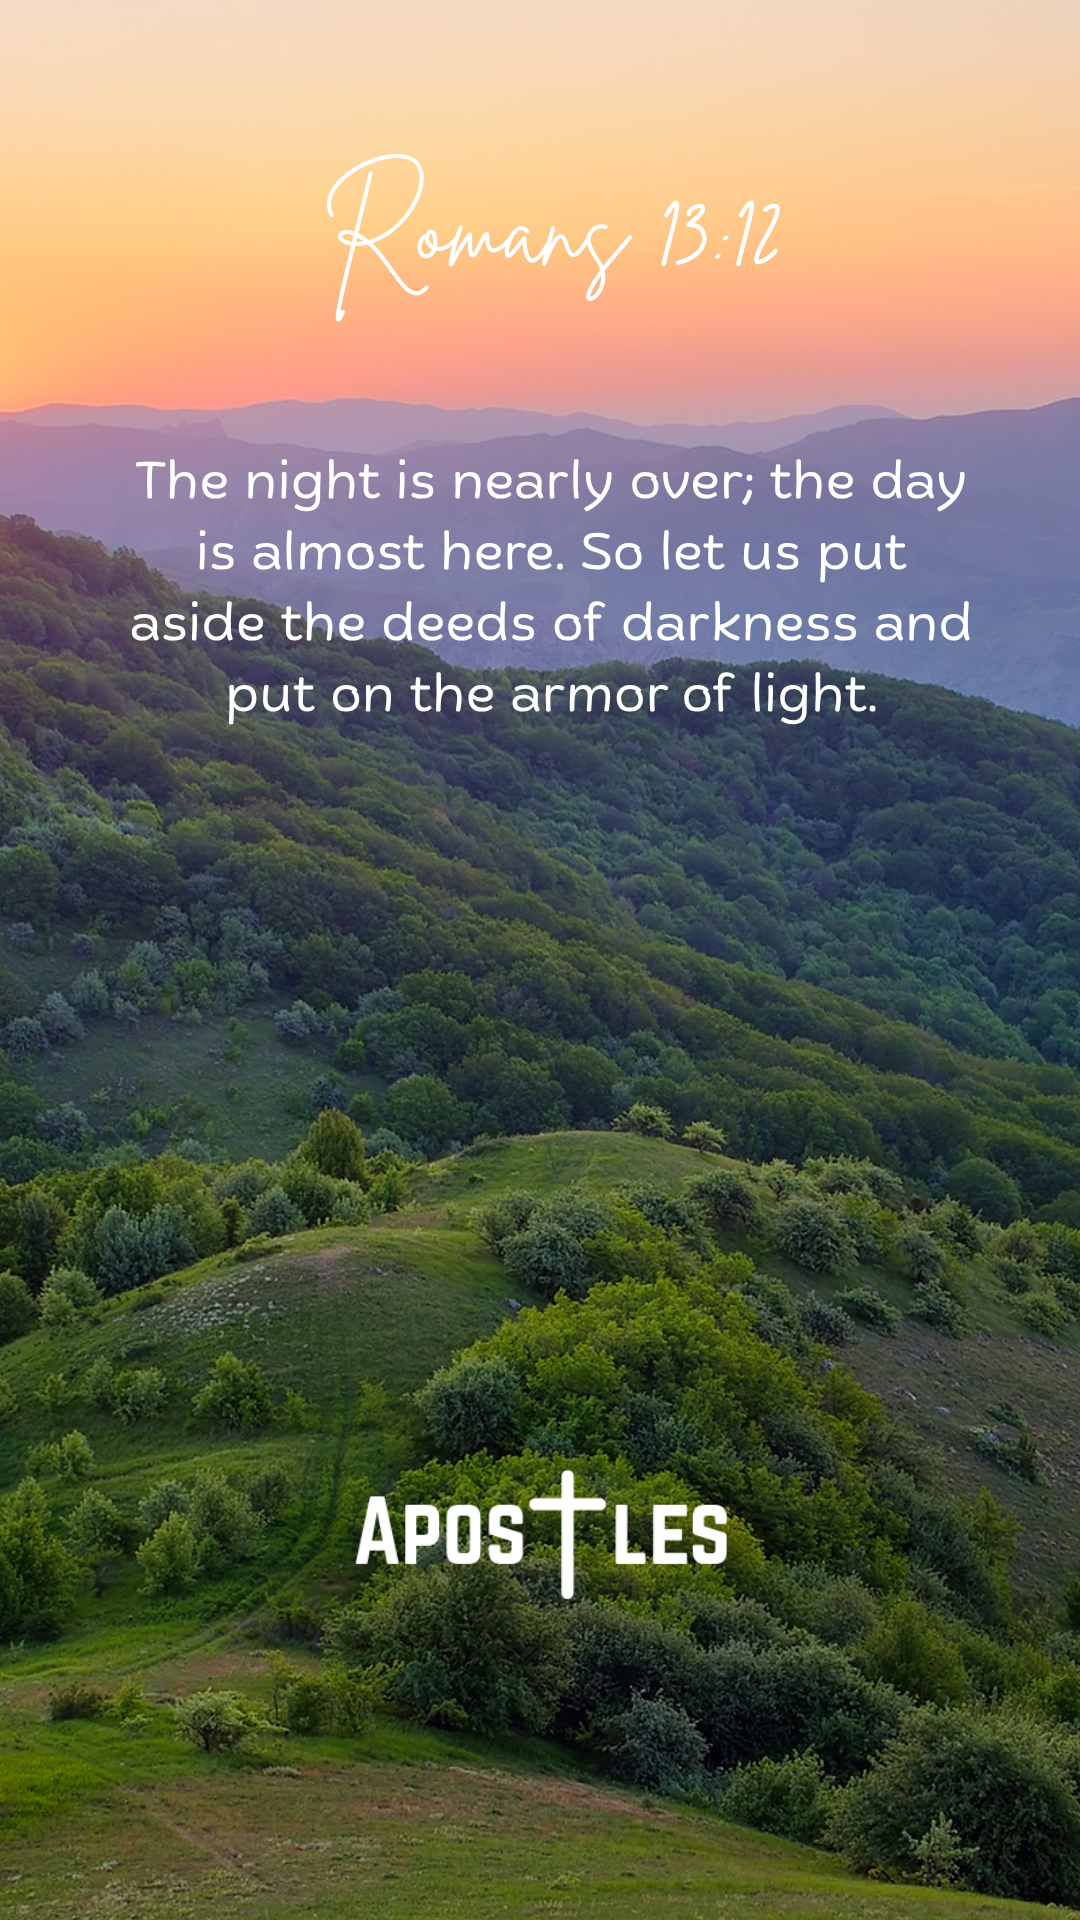 Romans 13:12
The night is nearly over; the day
is almost here. So let us put
aside the deeds of darkness and
put on the armor of light.
APOSTLES